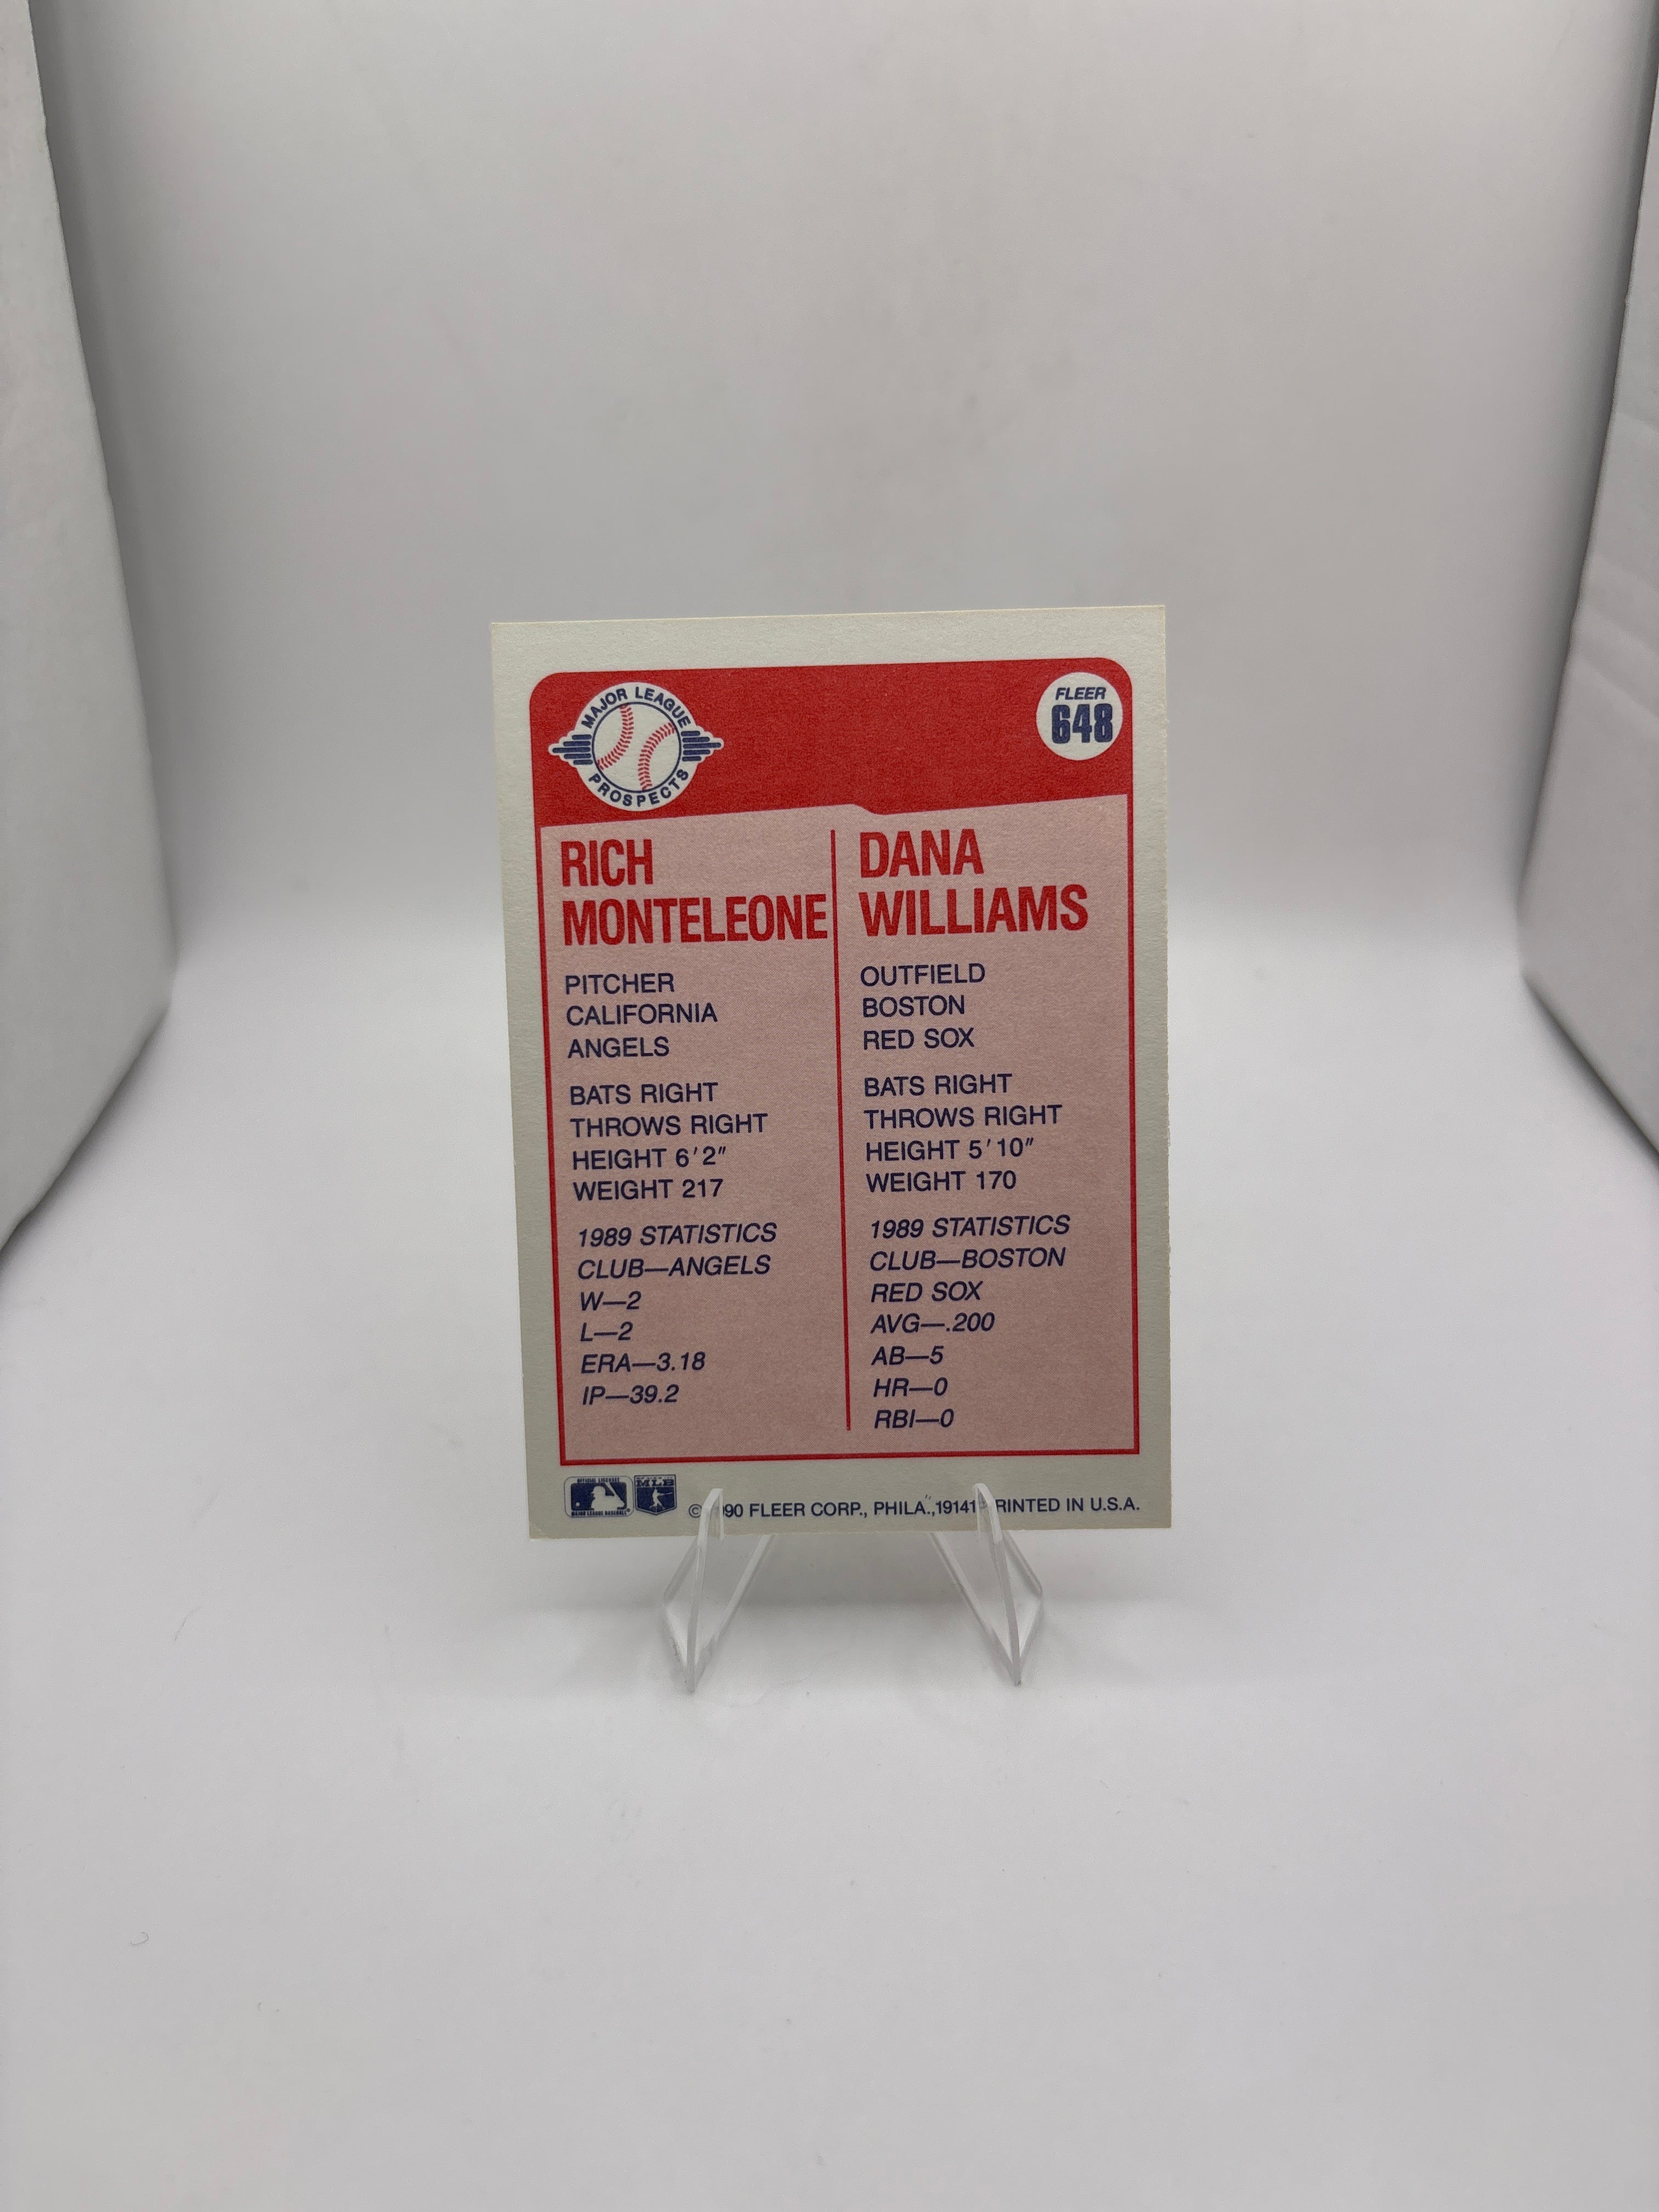 MAJOR LEAGUE
PROSPECTS
FLEER
648
RICH
MONTELEONE
PITCHER
CALIFORNIA
ANGELS
BATS RIGHT
THROWS RIGHT
HEIGHT 6'2"
WEIGHT 217
1989 STATISTICS
CLUB—ANGELS
W—2
L—2
ERA—3.18
IP—39.2
DANA
WILLIAMS
OUTFIELD
BOSTON
RED SOX
BATS RIGHT
THROWS RIGHT
HEIGHT 5'10"
WEIGHT 170
1989 STATISTICS
CLUB—BOSTON
RED SOX
AVG—.200
AB—5
HR—0
RBI—0
MLB
© 1990 FLEER CORP., PHILA., 19141 PRINTED IN U.S.A.